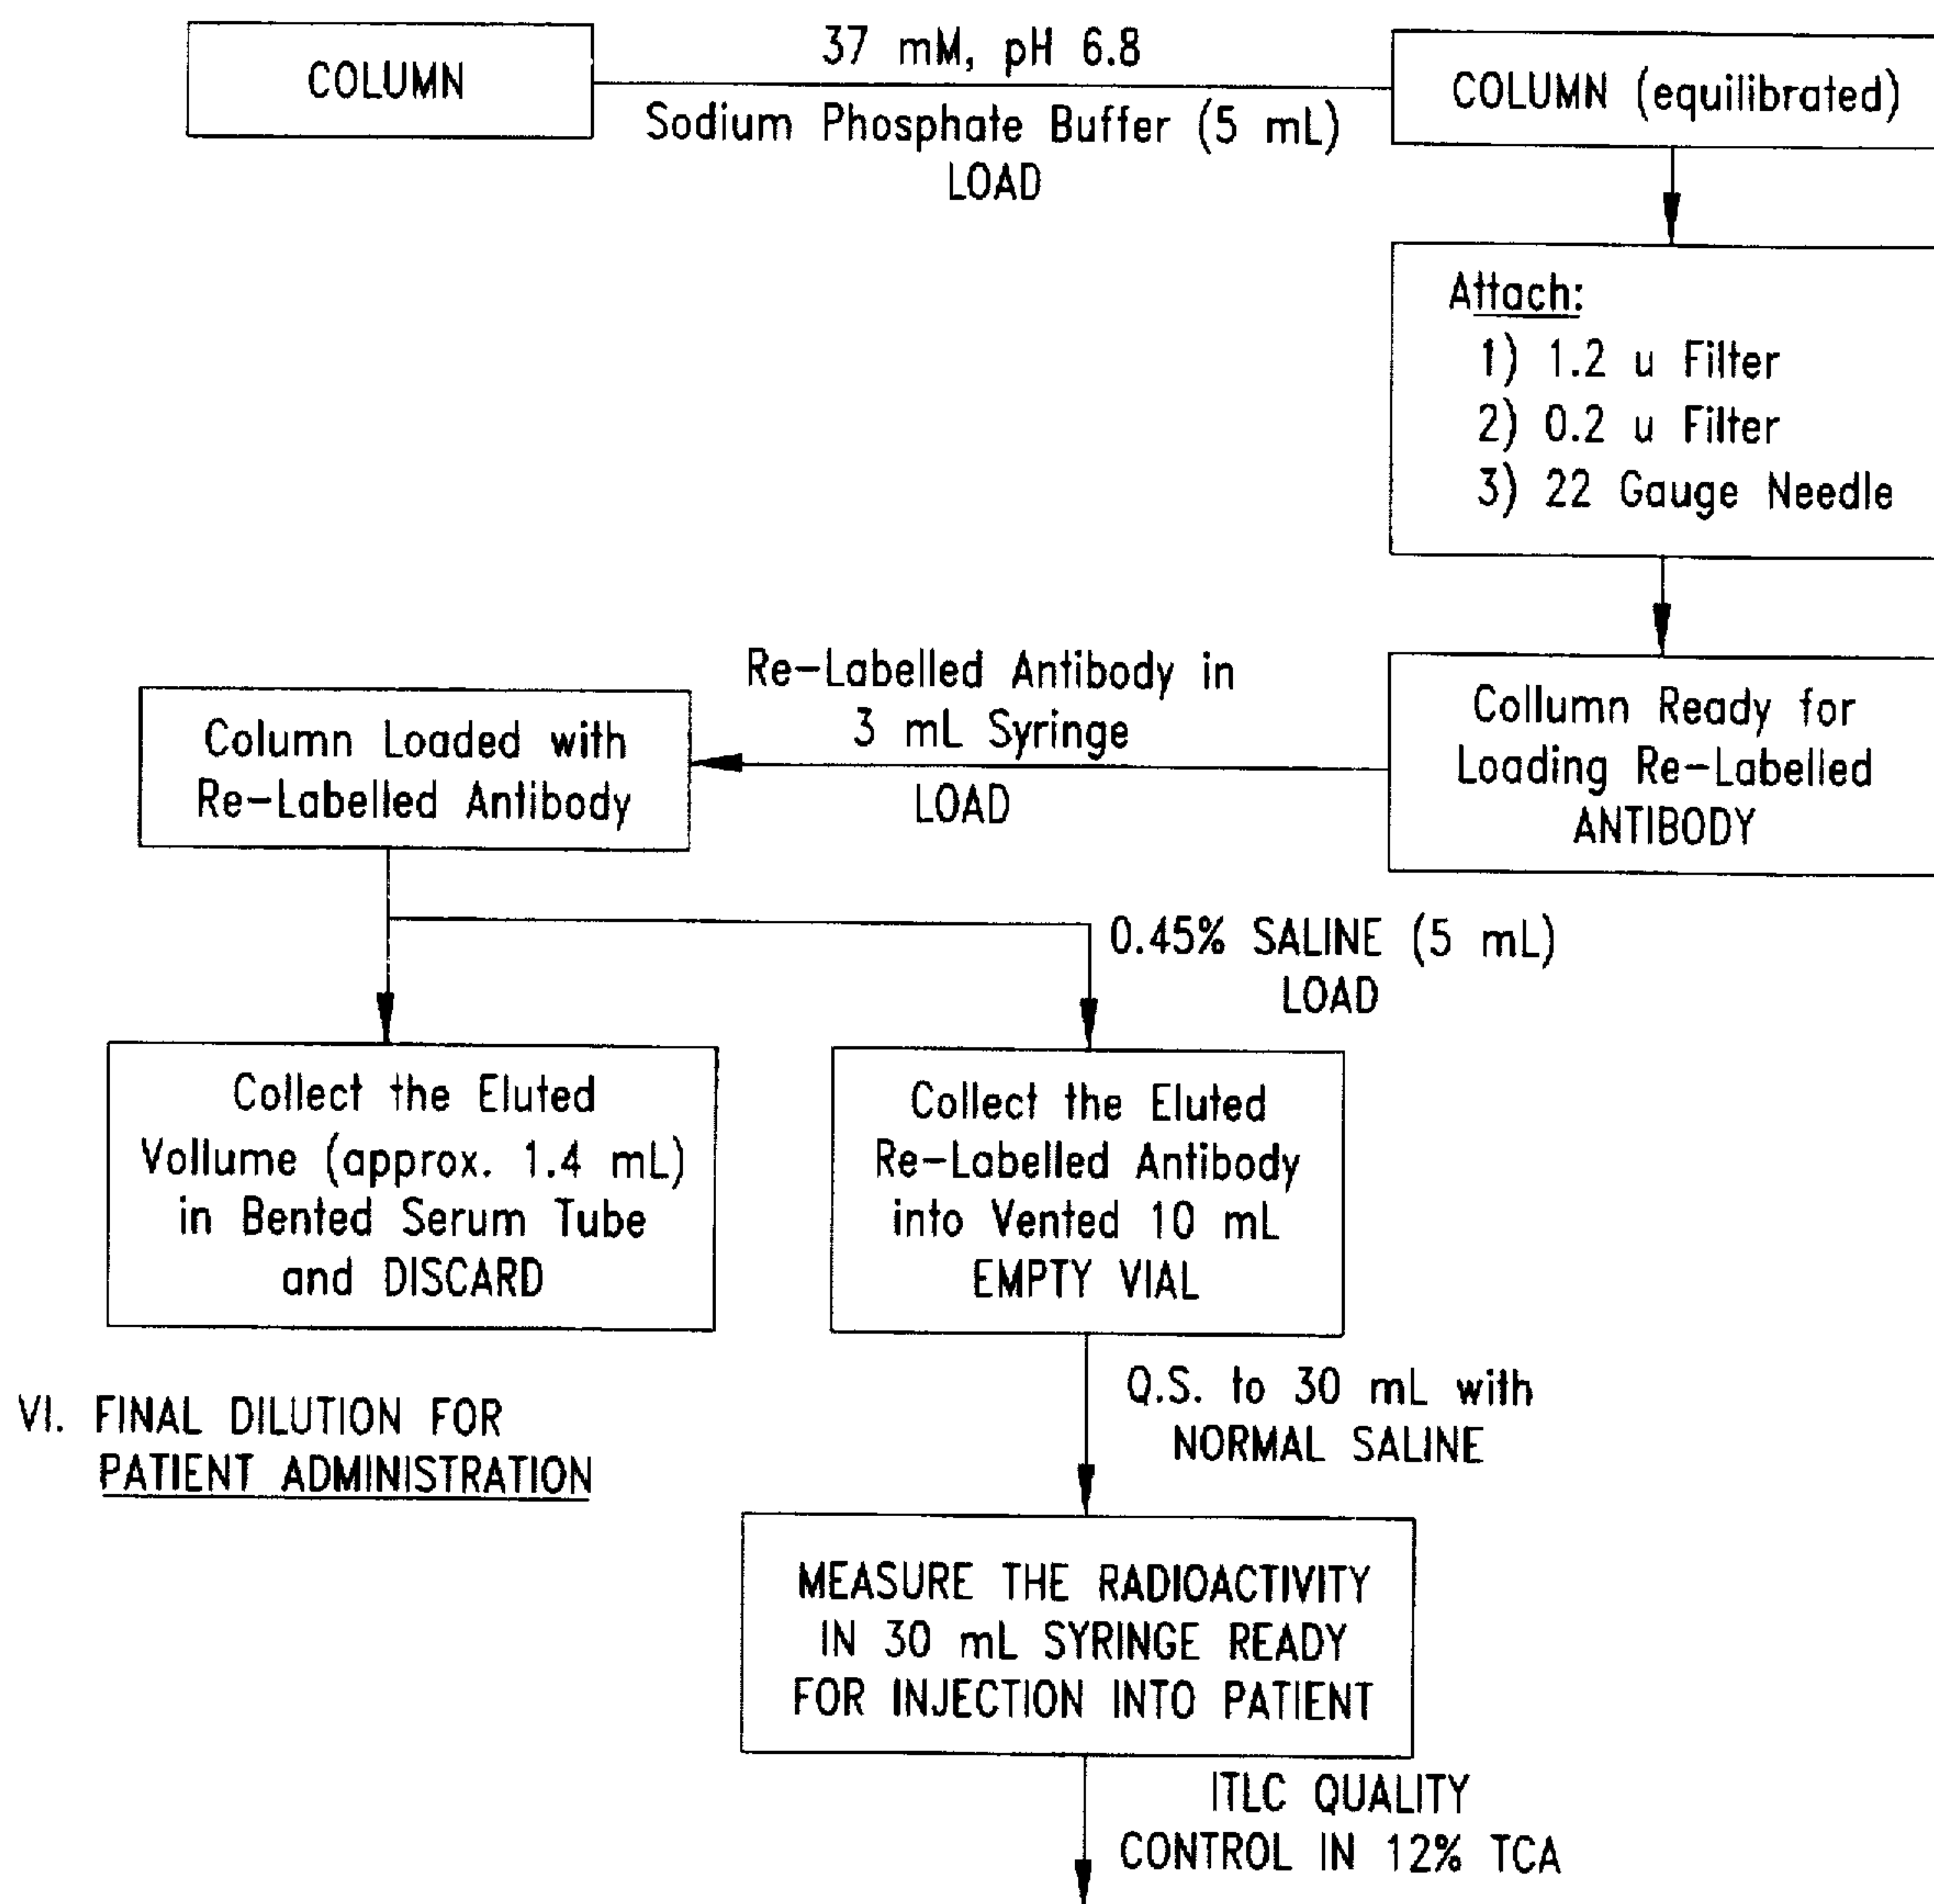 COLUMN
37 mM, pH 6.8
Sodium Phosphate Buffer (5 mL)
LOAD
COLUMN (equilibrated)
Attach:
1) 1.2 u Filter
2) 0.2 u Filter
3) 22 Gauge Needle
Collumn Ready for
Loading Re-Labelled
ANTIBODY
Re-Labelled Antibody in
3 mL Syringe
LOAD
Column Loaded with
Re-Labelled Antibody
0.45% SALINE (5 mL)
LOAD
Collect the Eluted
Vollume (approx. 1.4 mL)
in Bented Serum Tube
and DISCARD
Collect the Eluted
Re-Labelled Antibody
into Vented 10 mL
EMPTY VIAL
VI. FINAL DILUTION FOR
PATIENT ADMINISTRATION
Q.S. to 30 mL with
NORMAL SALINE
MEASURE THE RADIOACTIVITY
IN 30 mL SYRINGE READY
FOR INJECTION INTO PATIENT
ITLC QUALITY
CONTROL IN 12% TCA